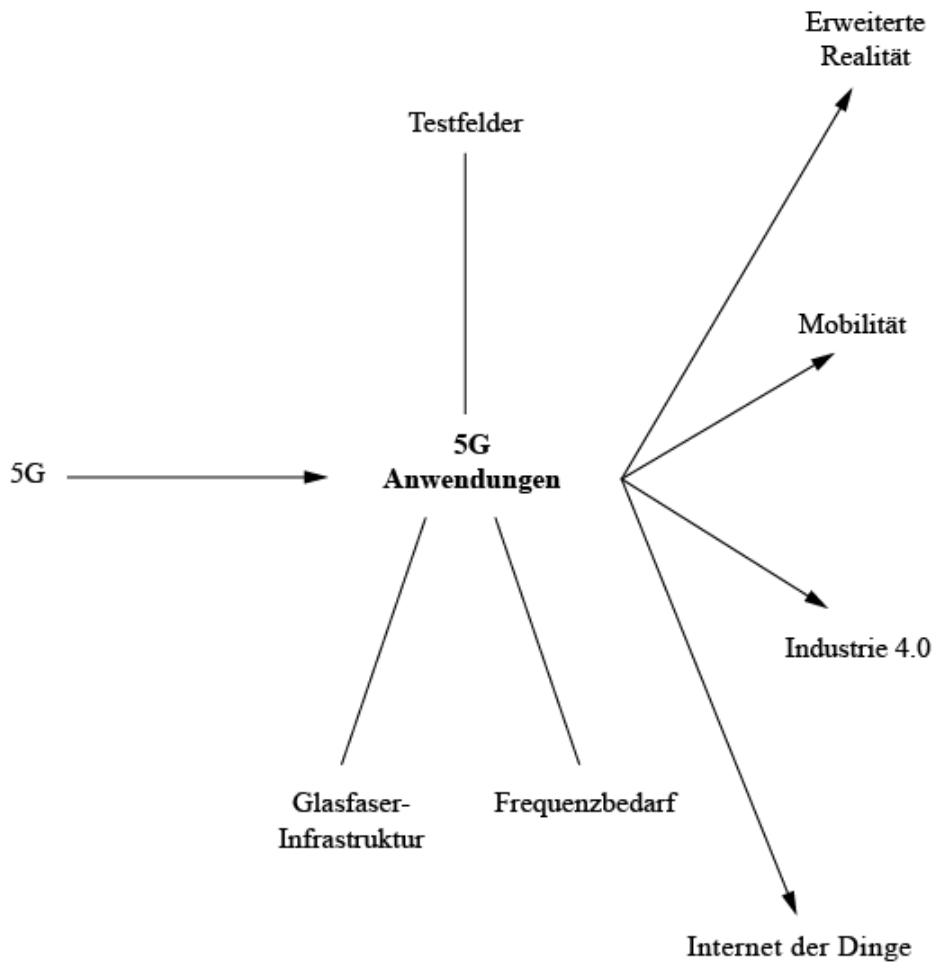 Erweiterte
Realität
Testfelder
Mobilität
5G
5G
Anwendungen
Industrie 4.0
Glasfaser-
Infrastruktur
Frequenzbedarf
Internet der Dinge